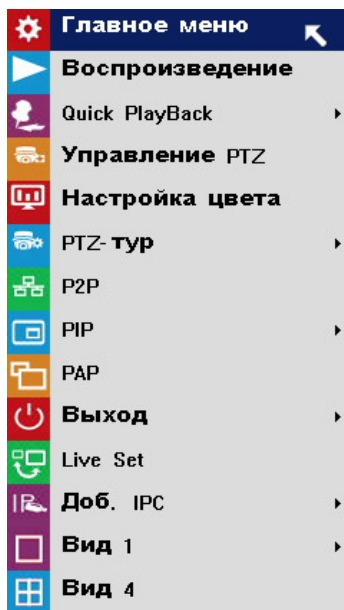 Главное меню
Воспроизведение
Quick PlayBack
Управление PTZ
Настройка цвета
PTZ-тур
P2P
PIP
PAP
Выход
Live Set
Доб. IPC
Вид 1
Вид 4